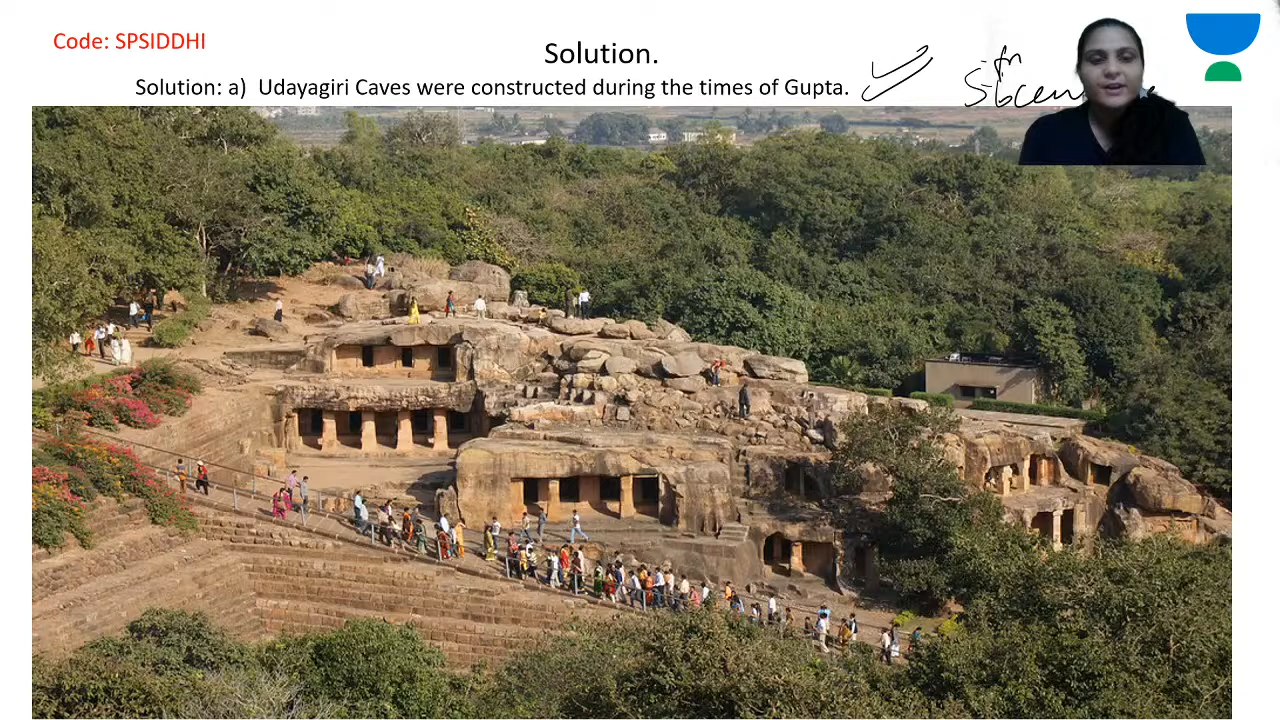 Code: SPSIDDHI
Solution.
Solution: a) Udayagiri Caves were constructed during the times of Gupta.